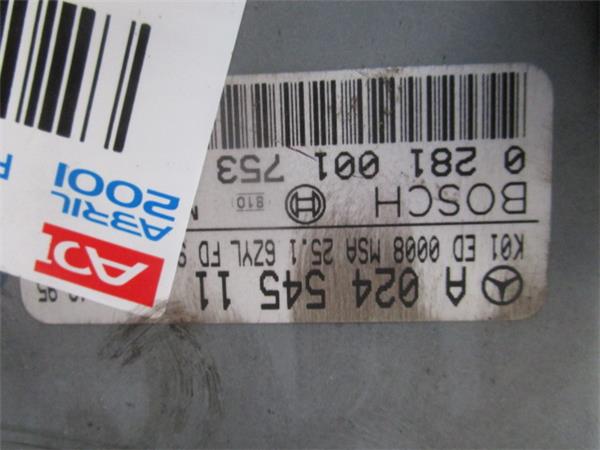 A 024 545 11
K01 ED 0008 MSA 25.1 6ZYL FD
BOSCH 810
0 281 001 753
ADI
ABRIL
2001